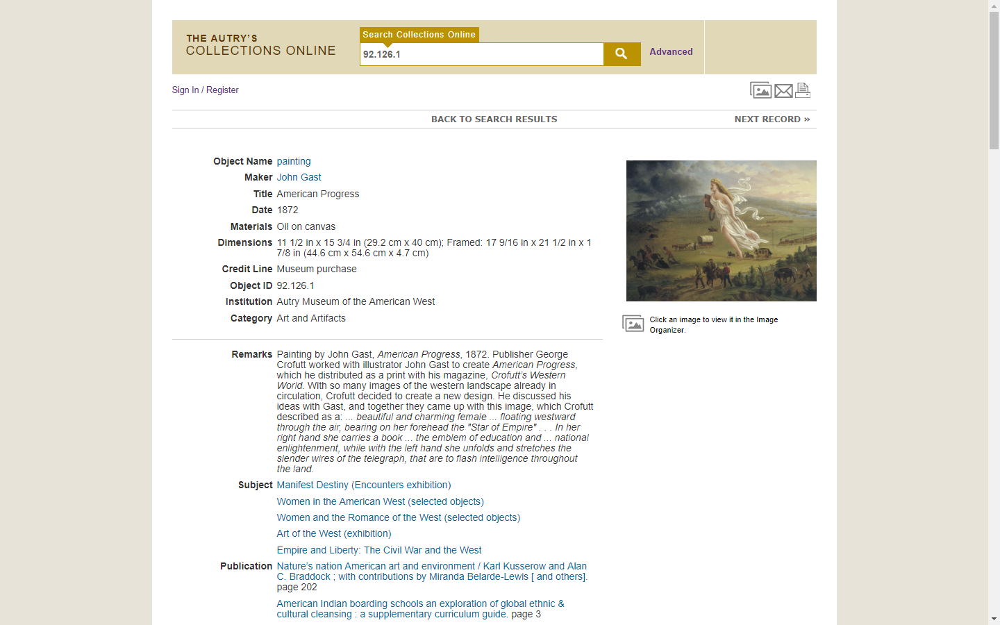 THE AUTRY'S
COLLECTIONS ONLINE
Search Collections Online
92.126.1
Advanced
Sign In / Register
BACK TO SEARCH RESULTS
NEXT RECORD »
Object Name painting
Maker John Gast
Title American Progress
Date 1872
Materials Oil on canvas
Dimensions 11 1/2 in x 15 3/4 in (29.2 cm x 40 cm); Framed: 17 9/16 in x 21 1/2 in x 1
7/8 in (44.6 cm x 54.6 cm x 4.7 cm)
Credit Line Museum purchase
Object ID 92.126.1
Institution Autry Museum of the American West
Category Art and Artifacts
Click an image to view it in the Image
Organizer.
Remarks Painting by John Gast, American Progress, 1872. Publisher George
Crofutt worked with illustrator John Gast to create American Progress,
which he distributed as a print with his magazine, Crofutt's Western
World. With so many images of the western landscape already in
circulation, Crofutt decided to create a new design. He discussed his
ideas with Gast, and together they came up with this image, which Crofutt
described as a: ... beautiful and charming female ... floating westward
through the air, bearing on her forehead the "Star of Empire" . . . In her
right hand she carries a book ... the emblem of education and ... national
enlightenment, while with the left hand she unfolds and stretches the
slender wires of the telegraph, that are to flash intelligence throughout
the land.
Subject Manifest Destiny (Encounters exhibition)
Women in the American West (selected objects)
Women and the Romance of the West (selected objects)
Art of the West (exhibition)
Empire and Liberty: The Civil War and the West
Publication Nature's nation American art and environment / Karl Kusserow and Alan
C. Braddock ; with contributions by Miranda Belarde-Lewis [ and others].
page 202
American Indian boarding schools an exploration of global ethnic &
cultural cleansing : a supplementary curriculum guide. page 3